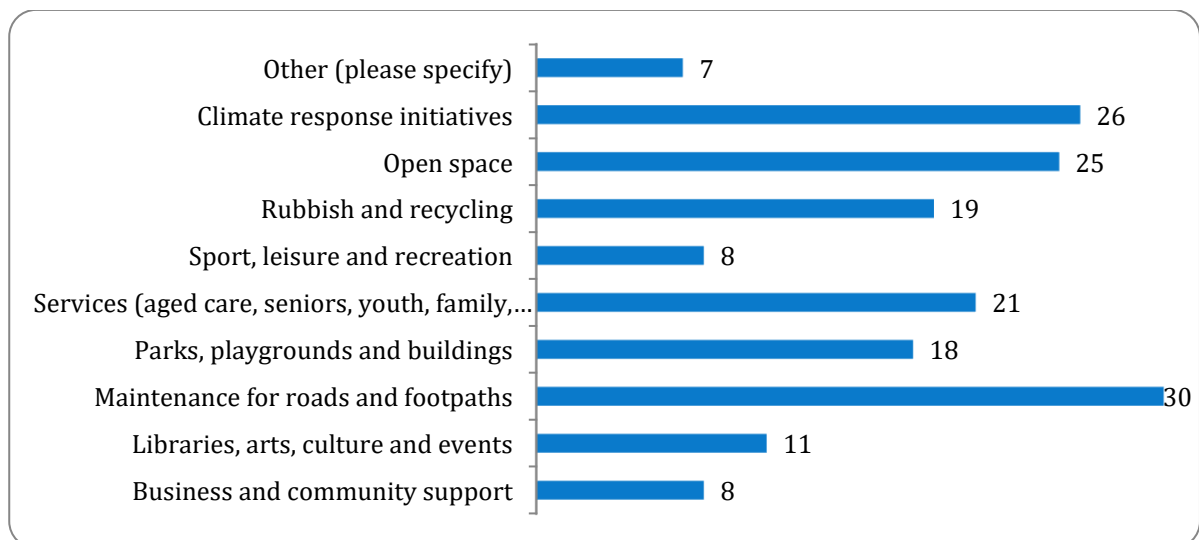 Other (please specify) 7
Climate response initiatives 26
Open space 25
Rubbish and recycling 19
Sport, leisure and recreation 8
Services (aged care, seniors, youth, family,... 21
Parks, playgrounds and buildings 18
Maintenance for roads and footpaths 30
Libraries, arts, culture and events 11
Business and community support 8